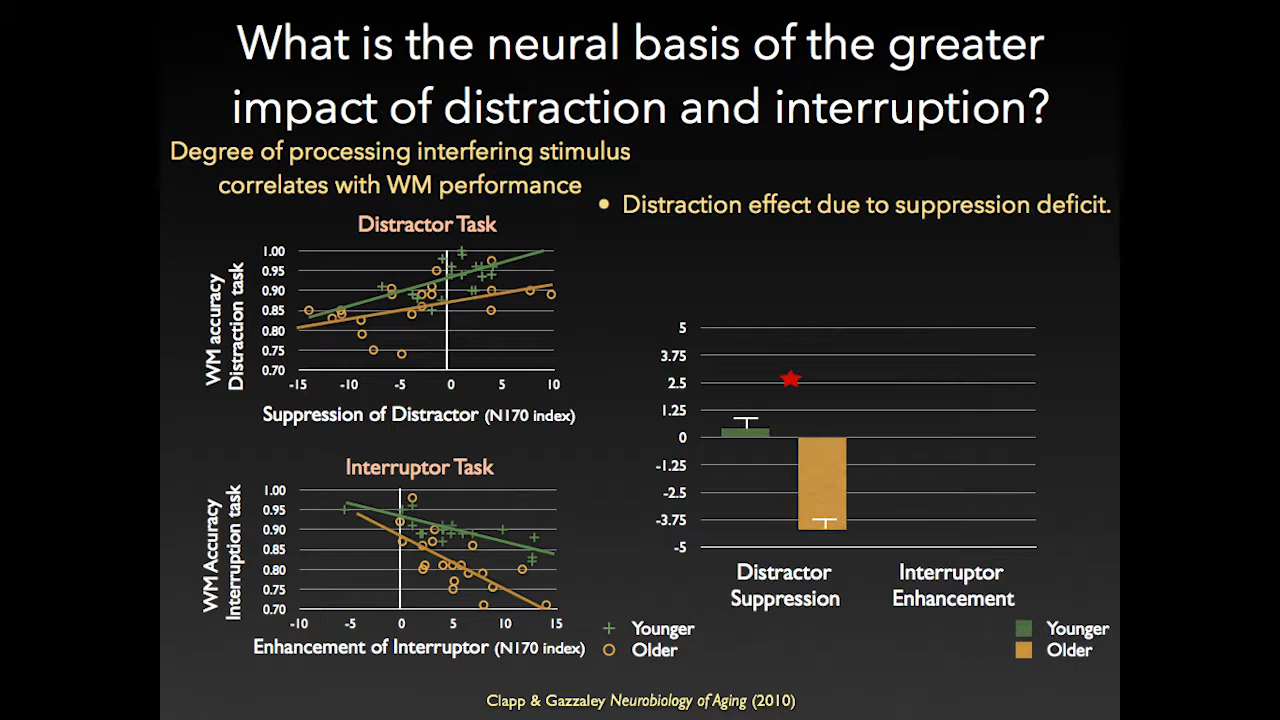 What is the neural basis of the greater
impact of distraction and interruption?
Degree of processing interfering stimulus
correlates with WM performance
• Distraction effect due to suppression deficit.
Distractor Task
WM accuracy
Distraction task
1.00
0.95
0.90
0.85
0.80
0.75
0.70
-15 -10 -5 0 5 10
Suppression of Distractor (N170 index)
Interruptor Task
WM Accuracy
Interruption task
1.00
0.95
0.90
0.85
0.80
0.75
0.70
-10 -5 0 5 10 15
Enhancement of Interruptor (N170 index)
Younger
Older
5
3.75
2.5
1.25
0
-1.25
-2.5
-3.75
-5
Distractor
Suppression
Interruptor
Enhancement
Younger
Older
Clapp & Gazzaley Neurobiology of Aging (2010)